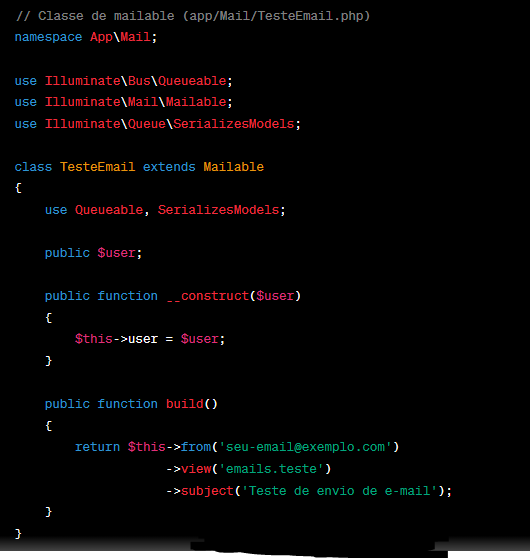 // Classe de mailable (app/Mail/TesteEmail.php)
namespace App\Mail;
use Illuminate\Bus\Queueable;
use Illuminate\Mail\Mailable;
use Illuminate\Queue\SerializesModels;
class TesteEmail extends Mailable
{
use Queueable, SerializesModels;
public $user;
public function __construct($user)
{
$this->user = $user;
}
public function build()
{
return $this->from('seu-email@exemplo.com')
->view('emails.teste')
->subject('Teste de envio de e-mail');
}
}